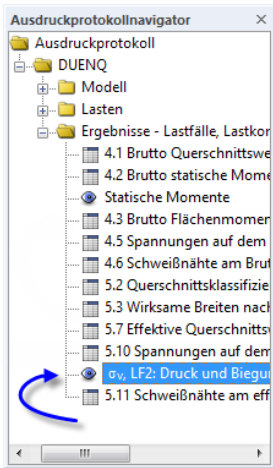 Ausdruckprotokollnavigator
Ausdruckprotokoll
DUENQ
Modell
Lasten
Ergebnisse - Lastfälle, Lastkor
4.1 Brutto Querschnittswe
4.2 Brutto statische Mome
Statische Momente
4.3 Brutto Flächenmomen
4.5 Spannungen auf dem
4.6 Schweißnähte am Brut
5.2 Querschnittsklassifizie
5.3 Wirksame Breiten nach
5.7 Effektive Querschnitts
5.10 Spannungen auf dem
σv, LF2: Druck und Biegun
5.11 Schweißnähte am eff